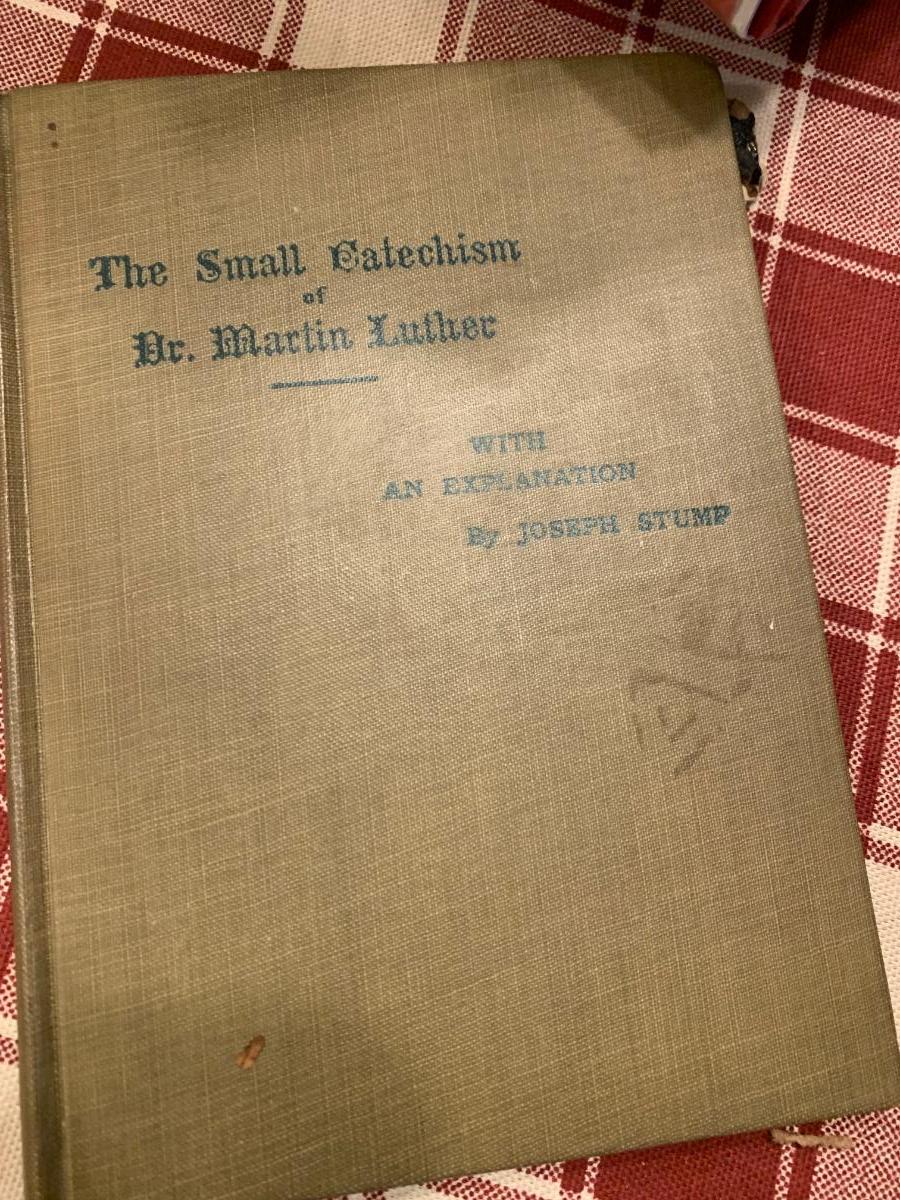 The Small Catechism
of
Dr. Martin Luther
WITH
AN EXPLANATION
By JOSEPH STUMP